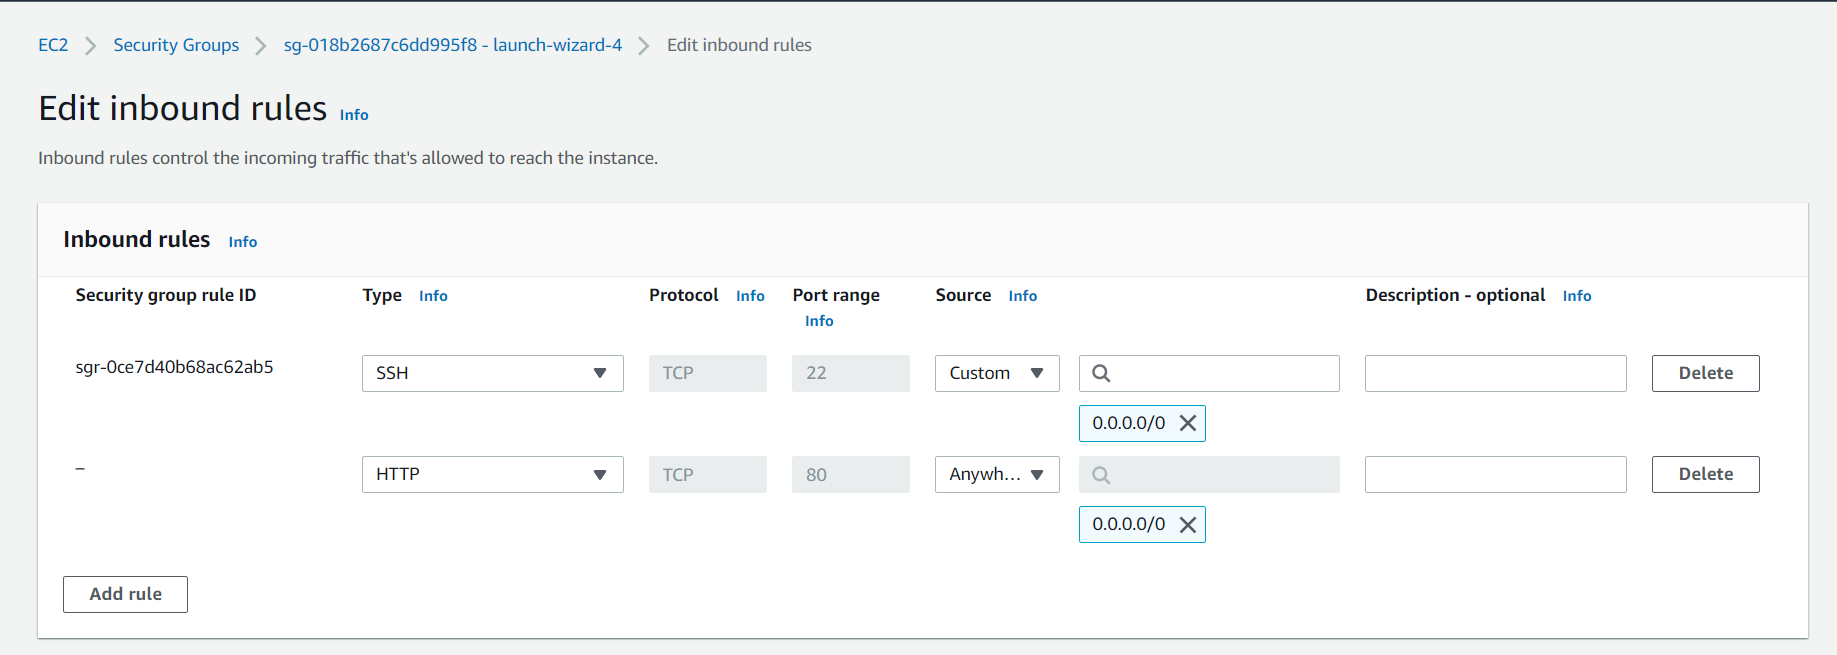 EC2 > Security Groups > sg-018b2687c6dd995f8 - launch-wizard-4 > Edit inbound rules
Edit inbound rules Info
Inbound rules control the incoming traffic that's allowed to reach the instance.
Inbound rules Info
Security group rule ID Type Info Protocol Info Port range Source Info Description - optional Info
Info
sgr-0ce7d40b68ac62ab5 SSH TCP 22 Custom Delete
0.0.0.0/0
– HTTP TCP 80 Anywh... Delete
0.0.0.0/0
Add rule